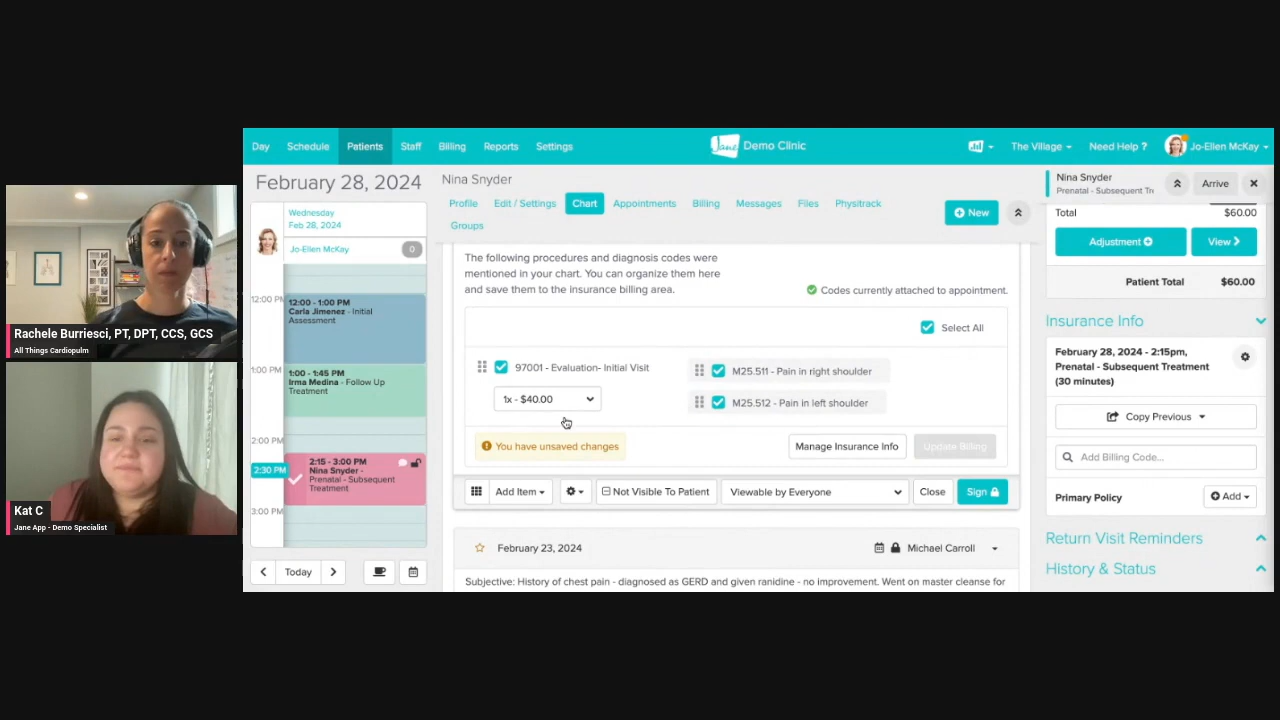 Rachele Burriesci, PT, DPT, CCS, GCS
All Things Cardiopulm
Kat C
Jane App - Demo Specialist
Day
Schedule
Patients
Staff
Billing
Reports
Settings
Jane
Demo Clinic
The Village
Need Help ?
Jo-Ellen McKay
February 28, 2024
Wednesday
Feb 28, 2024
Jo-Ellen McKay
0
12:00 PM
12:00 - 1:00 PM
Carla Jimenez - Initial
Assessment
1:00 PM
1:00 - 1:45 PM
Irma Medina - Follow Up
Treatment
2:00 PM
2:30 PM
2:15 - 3:00 PM
Nina Snyder -
Prenatal - Subsequent
Treatment
3:00 PM
Today
Nina Snyder
Profile
Edit / Settings
Chart
Appointments
Billing
Messages
Files
Physitrack
Groups
New
The following procedures and diagnosis codes were
mentioned in your chart. You can organize them here
and save them to the insurance billing area.
Codes currently attached to appointment.
Select All
97001 - Evaluation- Initial Visit
1x - $40.00
M25.511 - Pain in right shoulder
M25.512 - Pain in left shoulder
You have unsaved changes
Manage Insurance Info
Update Billing
Add Item
Not Visible To Patient
Viewable by Everyone
Close
Sign
February 23, 2024
Michael Carroll
Subjective: History of chest pain - diagnosed as GERD and given ranidine - no improvement. Went on master cleanse for
Nina Snyder
Prenatal - Subsequent Tn
Arrive
Total
$60.00
Adjustment
View
Patient Total
$60.00
Insurance Info
February 28, 2024 - 2:15pm,
Prenatal - Subsequent Treatment
(30 minutes)
Copy Previous
Add Billing Code...
Primary Policy
Add
Return Visit Reminders
History & Status